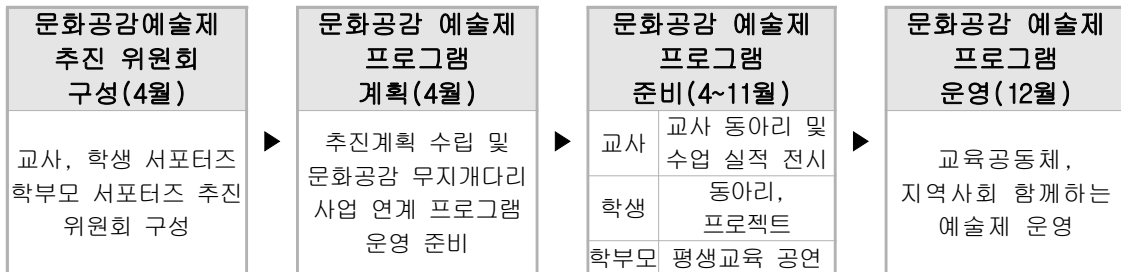 문화공감예술제
추진 위원회
구성(4월)
교사, 학생 서포터즈
학부모 서포터즈 추진
위원회 구성
▶
문화공감 예술제
프로그램
계획(4월)
추진계획 수립 및
문화공감 무지개다리
사업 연계 프로그램
운영 준비
▶
문화공감 예술제
프로그램
준비(4~11월)
교사
교사 동아리 및
수업 실적 전시
학생
동아리,
프로젝트
학부모
평생교육 공연
▶
문화공감 예술제
프로그램
운영(12월)
교육공동체,
지역사회 함께하는
예술제 운영